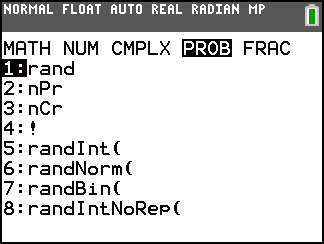 NORMAL FLOAT AUTO REAL RADIAN MP
MATH NUM CMPLX PROB FRAC
1:rand
2:nPr
3:nCr
4:!
5:randInt(
6:randNorm(
7:randBin(
8:randIntNoRep(